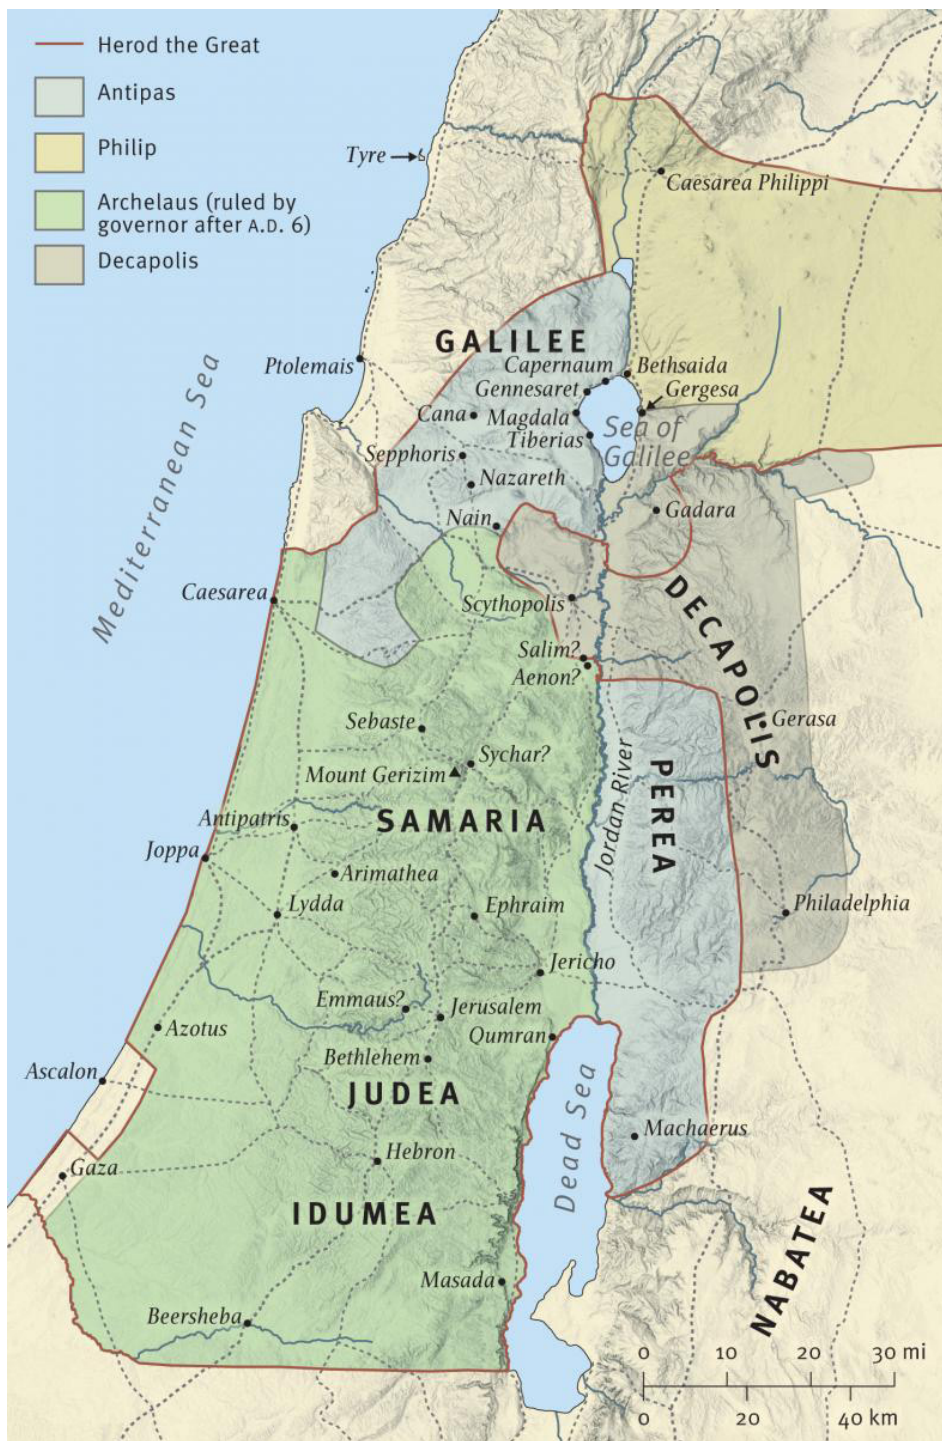 Herod the Great
Antipas
Philip
Archelaus (ruled by
governor after A.D. 6)
Decapolis
Tyre
Caesarea Philippi
Mediterranean Sea
GALILEE
Ptolemais
Capernaum
Bethsaida
Gennesaret
Gergesa
Cana
Magdala
Sea of
Galilee
Tiberias
Sepphoris
Nazareth
Gadara
Nain
DECAPOLIS
Caesarea
Scythopolis
Salim?
Aenon?
Gerasa
Sebaste
Sychar?
Mount Gerizim
Jordan River
PEREA
SAMARIA
Antipatris
Joppa
Arimathea
Lydda
Ephraim
Philadelphia
Jericho
Emmaus?
Jerusalem
Azotus
Qumran
Bethlehem
Ascalon
JUDEA
Dead Sea
Machaerus
Hebron
Gaza
IDUMEA
NABATEA
Masada
Beersheba
0 10 20 30 mi
0 20 40 km